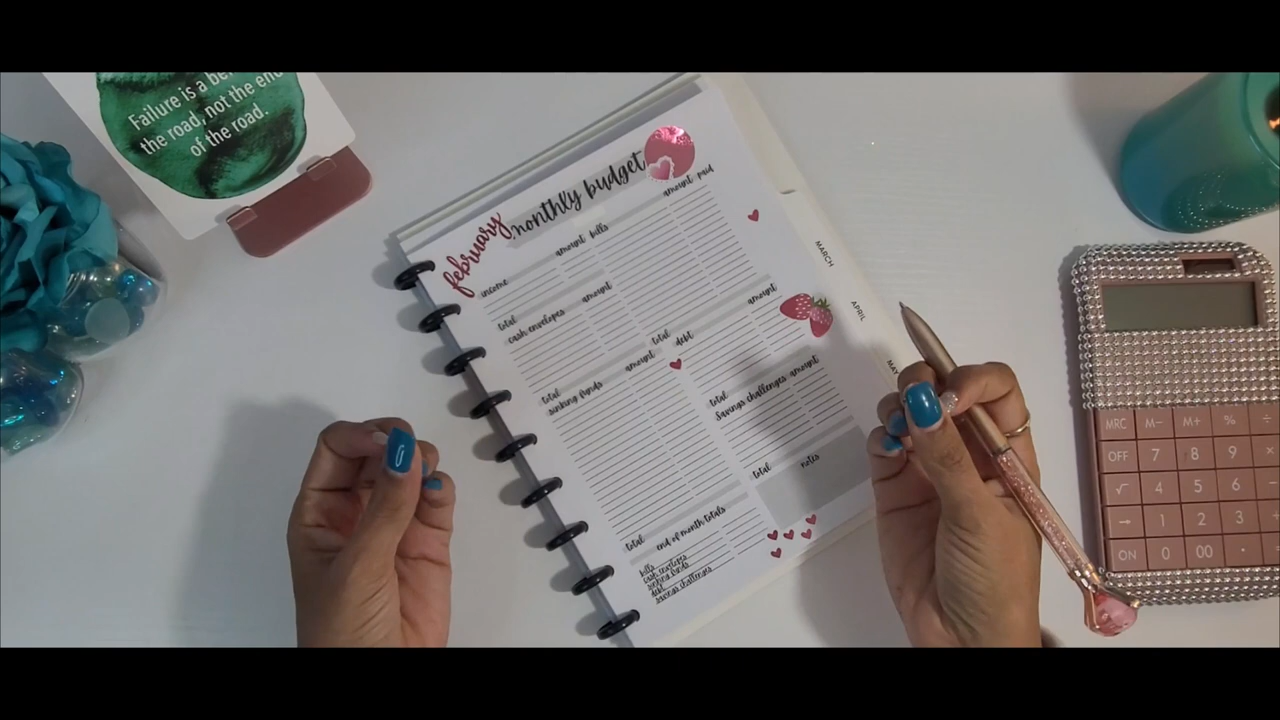 Failure is a
the road, not the end
of the road.
february
monthly budget
income
amount
bills
amount
paid
total
cash envelopes
amount
total
debt
amount
total
sinking funds
amount
total
savings challenges
amount
total
notes
total
end of month totals
bills
cash envelopes
sinking funds
debt
savings challenges
MARCH
APRIL
MAY
MRC M− M+ % ÷
OFF 7 8 9 ×
√ 4 5 6 −
→ 1 2 3
ON 0 00 ·